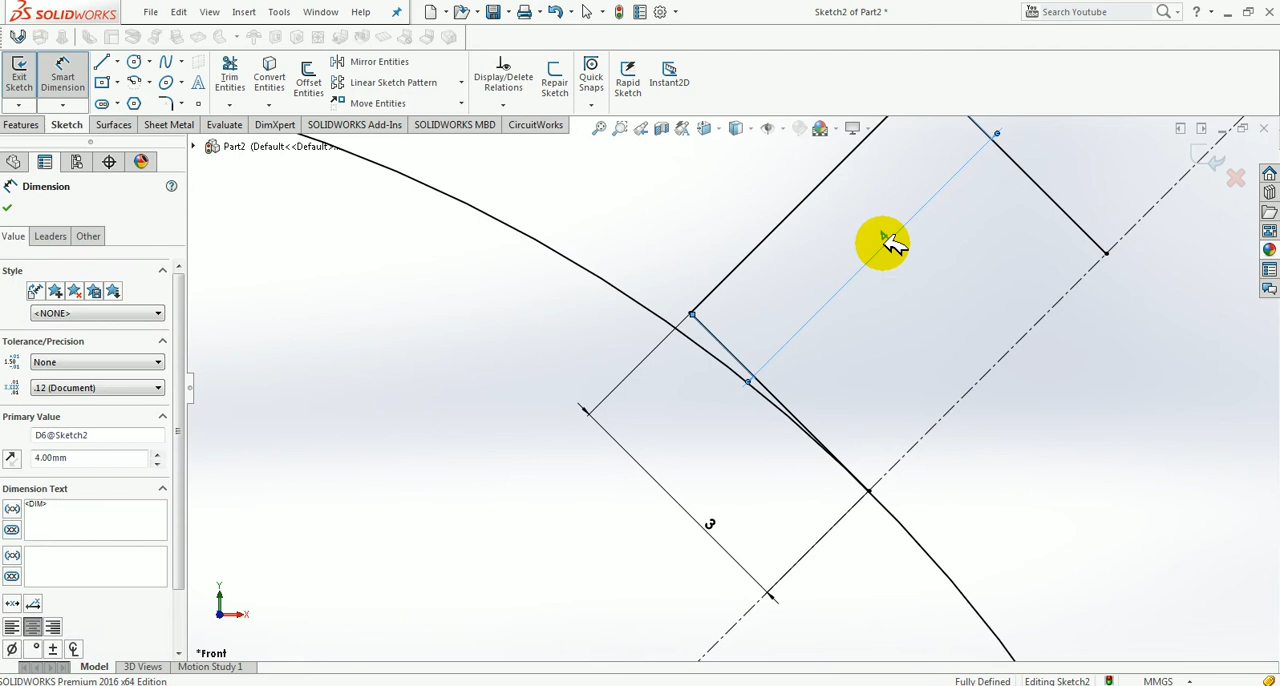 SOLIDWORKS File Edit View Insert Tools Window Help Sketch2 of Part2 * Search Youtube
Exit Sketch Smart Dimension Trim Entities Convert Entities Offset Entities Mirror Entities Linear Sketch Pattern Move Entities Display/Delete Relations Repair Sketch Quick Snaps Rapid Sketch Instant2D
Features Sketch Surfaces Sheet Metal Evaluate DimXpert SOLIDWORKS Add-Ins SOLIDWORKS MBD CircuitWorks
Part2 (Default<<Default>...
Dimension
Value Leaders Other
Style
<NONE>
Tolerance/Precision
None
.12 (Document)
Primary Value
D6@Sketch2
4.00mm
Dimension Text
<DIM>
3
Y
X
*Front
Model 3D Views Motion Study 1
SOLIDWORKS Premium 2016 x64 Edition Fully Defined Editing Sketch2 MMGS